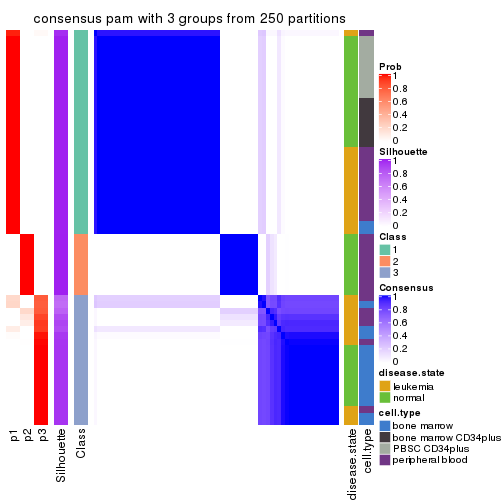 consensus pam with 3 groups from 250 partitions
p1
p2
p3
Silhouette
Class
disease.state
cell.type
Prob
1
0.8
0.6
0.4
0.2
0
Silhouette
1
0.8
0.6
0.4
0.2
0
Class
1
2
3
Consensus
1
0.8
0.6
0.4
0.2
0
disease.state
leukemia
normal
cell.type
bone marrow
bone marrow CD34plus
PBSC CD34plus
peripheral blood